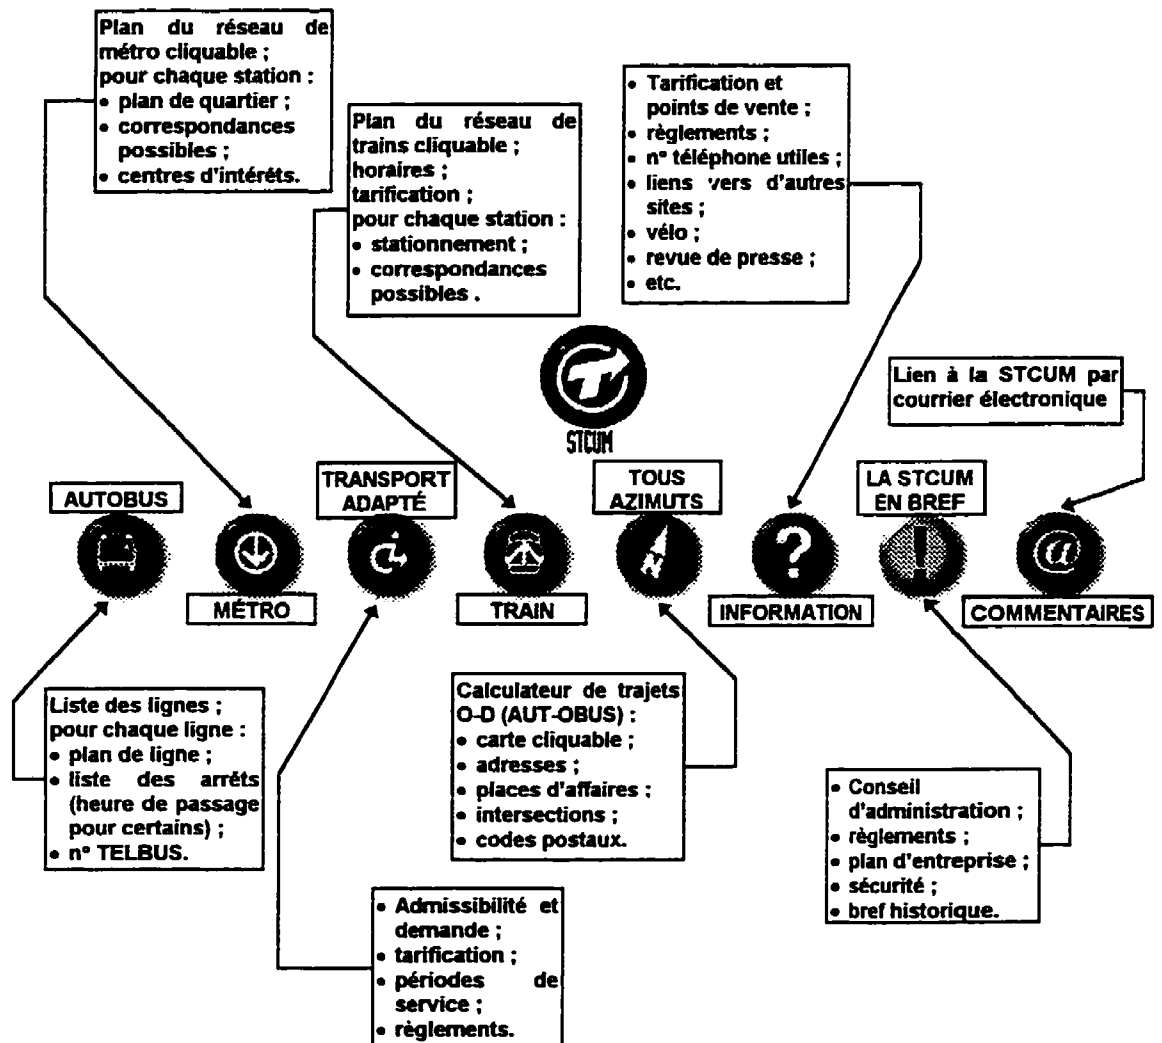 Plan du réseau de
métro cliquable ;
pour chaque station :
• plan de quartier ;
• correspondances
possibles ;
• centres d'intérêts.
Plan du réseau de
trains cliquable ;
horaires ;
tarification ;
pour chaque station :
• stationnement ;
• correspondances
possibles .
• Tarification et
points de vente ;
• règlements ;
• n° téléphone utiles ;
• liens vers d'autres
sites ;
• vélo ;
• revue de presse ;
• etc.
STCUM
Lien à la STCUM par
courrier électronique
AUTOBUS
MÉTRO
TRANSPORT
ADAPTÉ
TRAIN
TOUS
AZIMUTS
N
?
INFORMATION
LA STCUM
EN BREF
!
@
COMMENTAIRES
Liste des lignes ;
pour chaque ligne :
• plan de ligne ;
• liste des arrêts
(heure de passage
pour certains) ;
• n° TELBUS.
• Admissibilité et
demande ;
• tarification ;
• périodes de
service ;
• règlements.
Calculateur de trajets
O-D (AUT-OBUS) :
• carte cliquable ;
• adresses ;
• places d'affaires ;
• intersections ;
• codes postaux.
• Conseil
d'administration ;
• règlements ;
• plan d'entreprise ;
• sécurité ;
• bref historique.